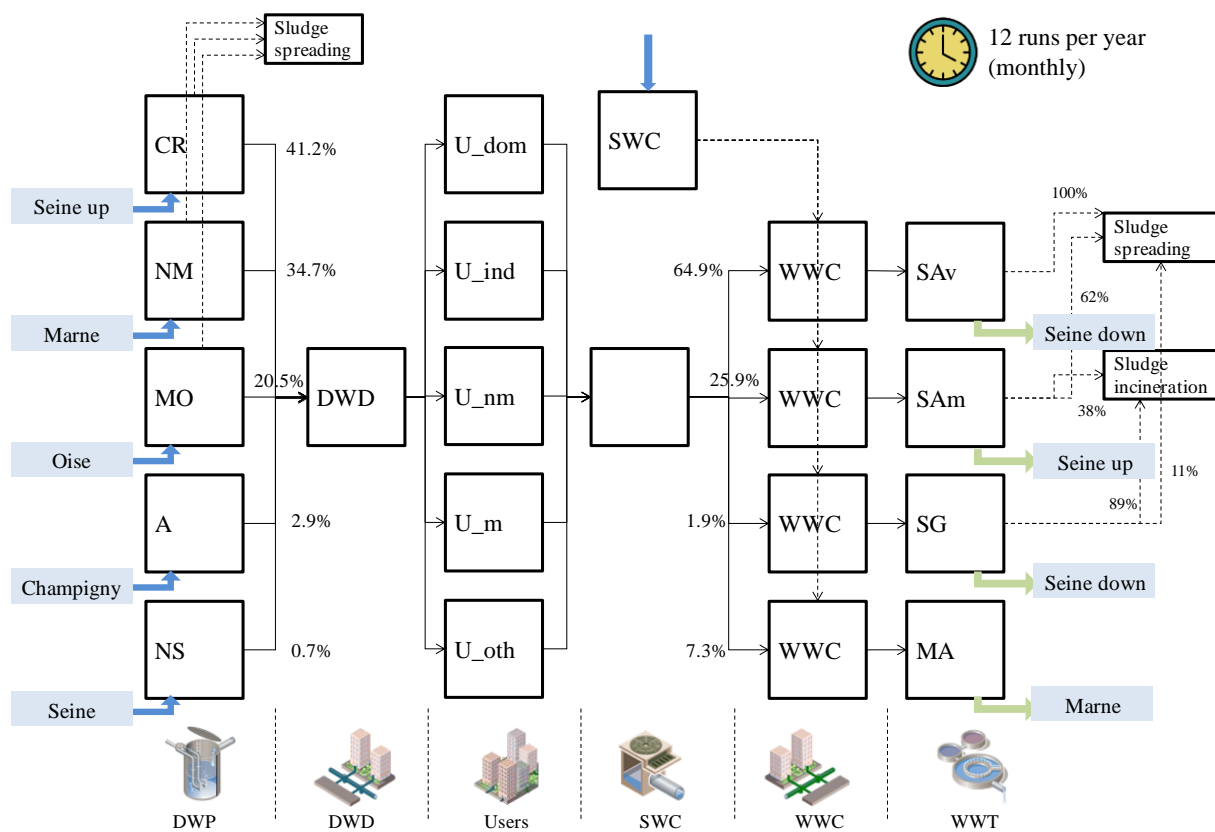 Sludge
spreading
12 runs per year
(monthly)
CR
41.2%
U_dom
SWC
Seine up
100%
NM
34.7%
U_ind
64.9%
WWC
SAv
Sludge
spreading
Marne
62%
Seine down
MO
20.5%
DWD
U_nm
25.9%
WWC
SAm
Sludge
incineration
38%
Oise
Seine up
11%
A
2.9%
U_m
1.9%
WWC
SG
89%
Champigny
Seine down
NS
0.7%
U_oth
7.3%
WWC
MA
Seine
Marne
DWP
DWD
Users
SWC
WWC
WWT